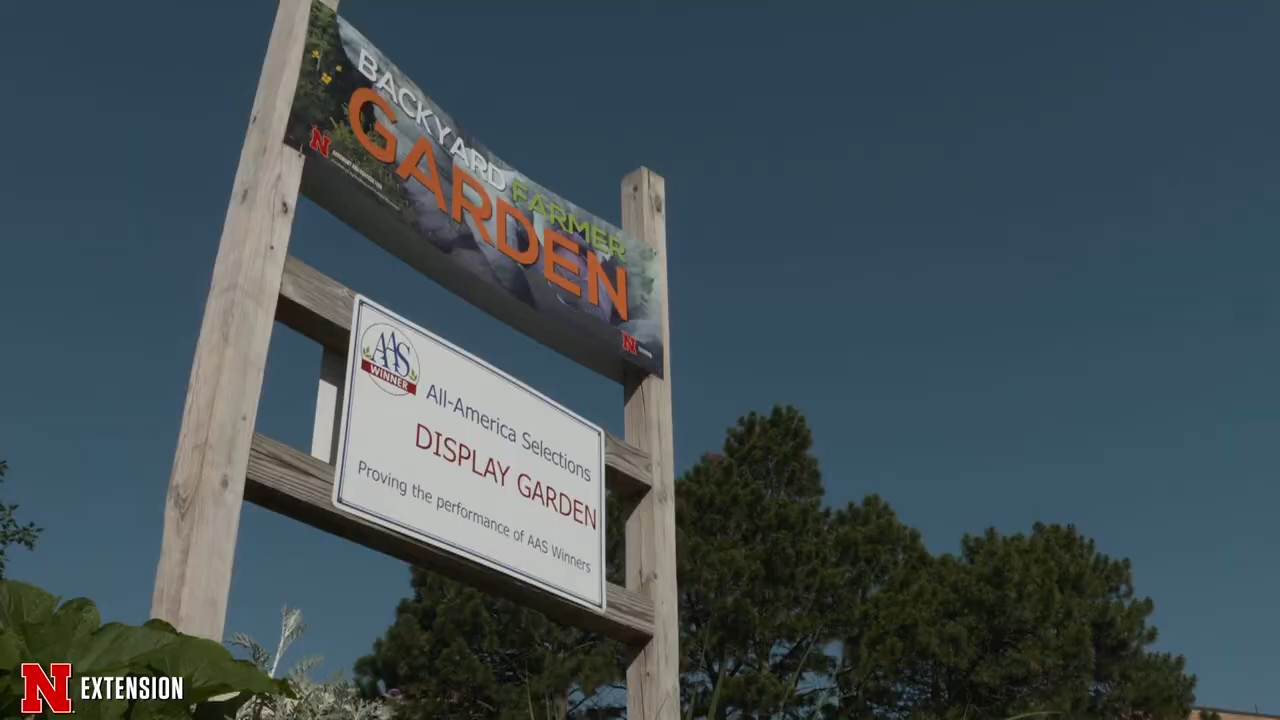 BACKYARD FARMER
GARDEN
N
N
AAS
WINNER
All-America Selections
DISPLAY GARDEN
Proving the performance of AAS Winners
N EXTENSION